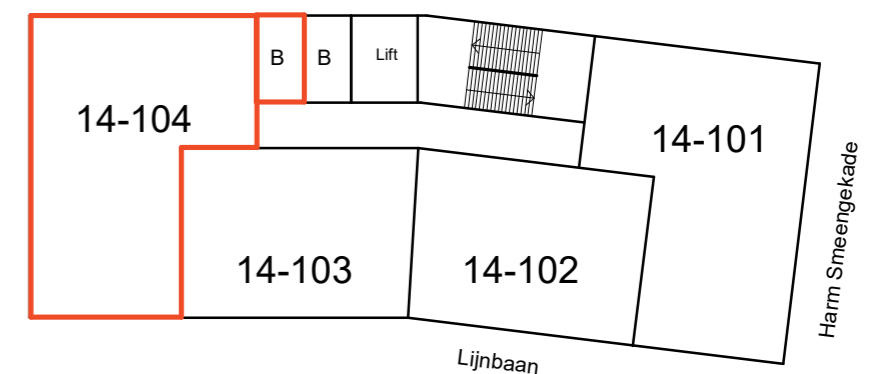 B
B
Lift
14-104
14-101
14-103
14-102
Harm Smeengekade
Lijnbaan